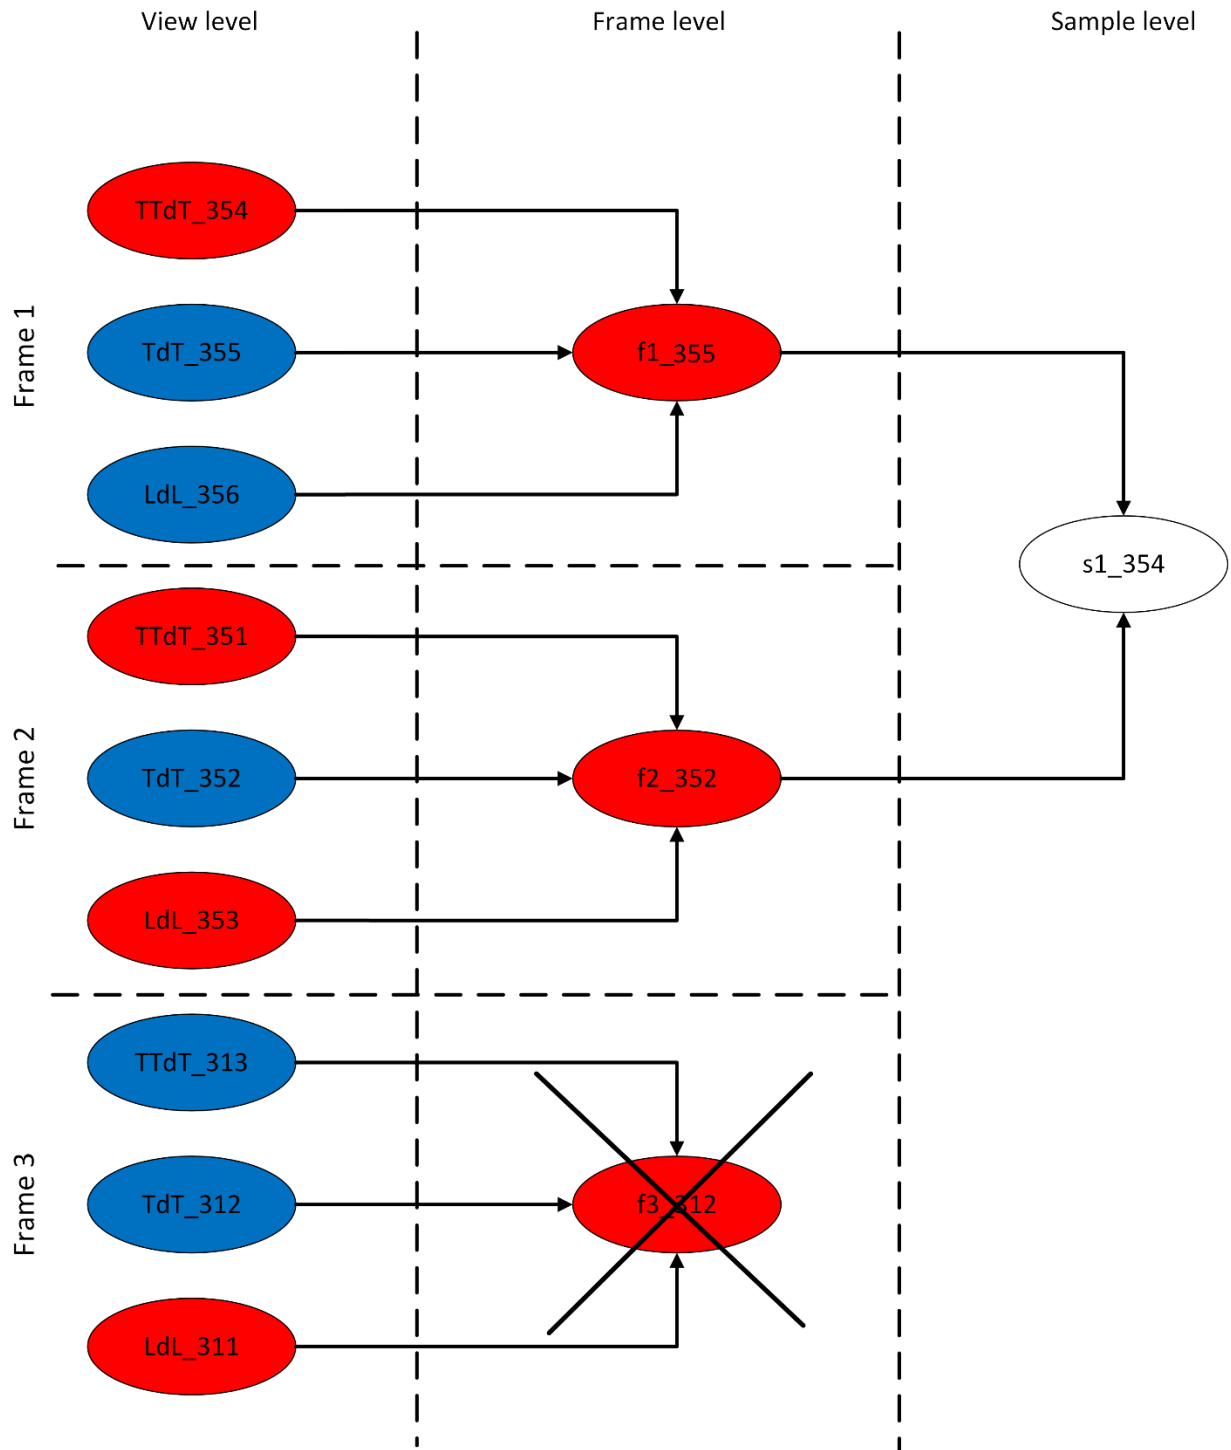 View level
Frame level
Sample level
Frame 1
TTdT_354
TdT_355
LdL_356
f1_355
s1_354
Frame 2
TTdT_351
TdT_352
LdL_353
f2_352
Frame 3
TTdT_313
TdT_312
LdL_311
f3_312